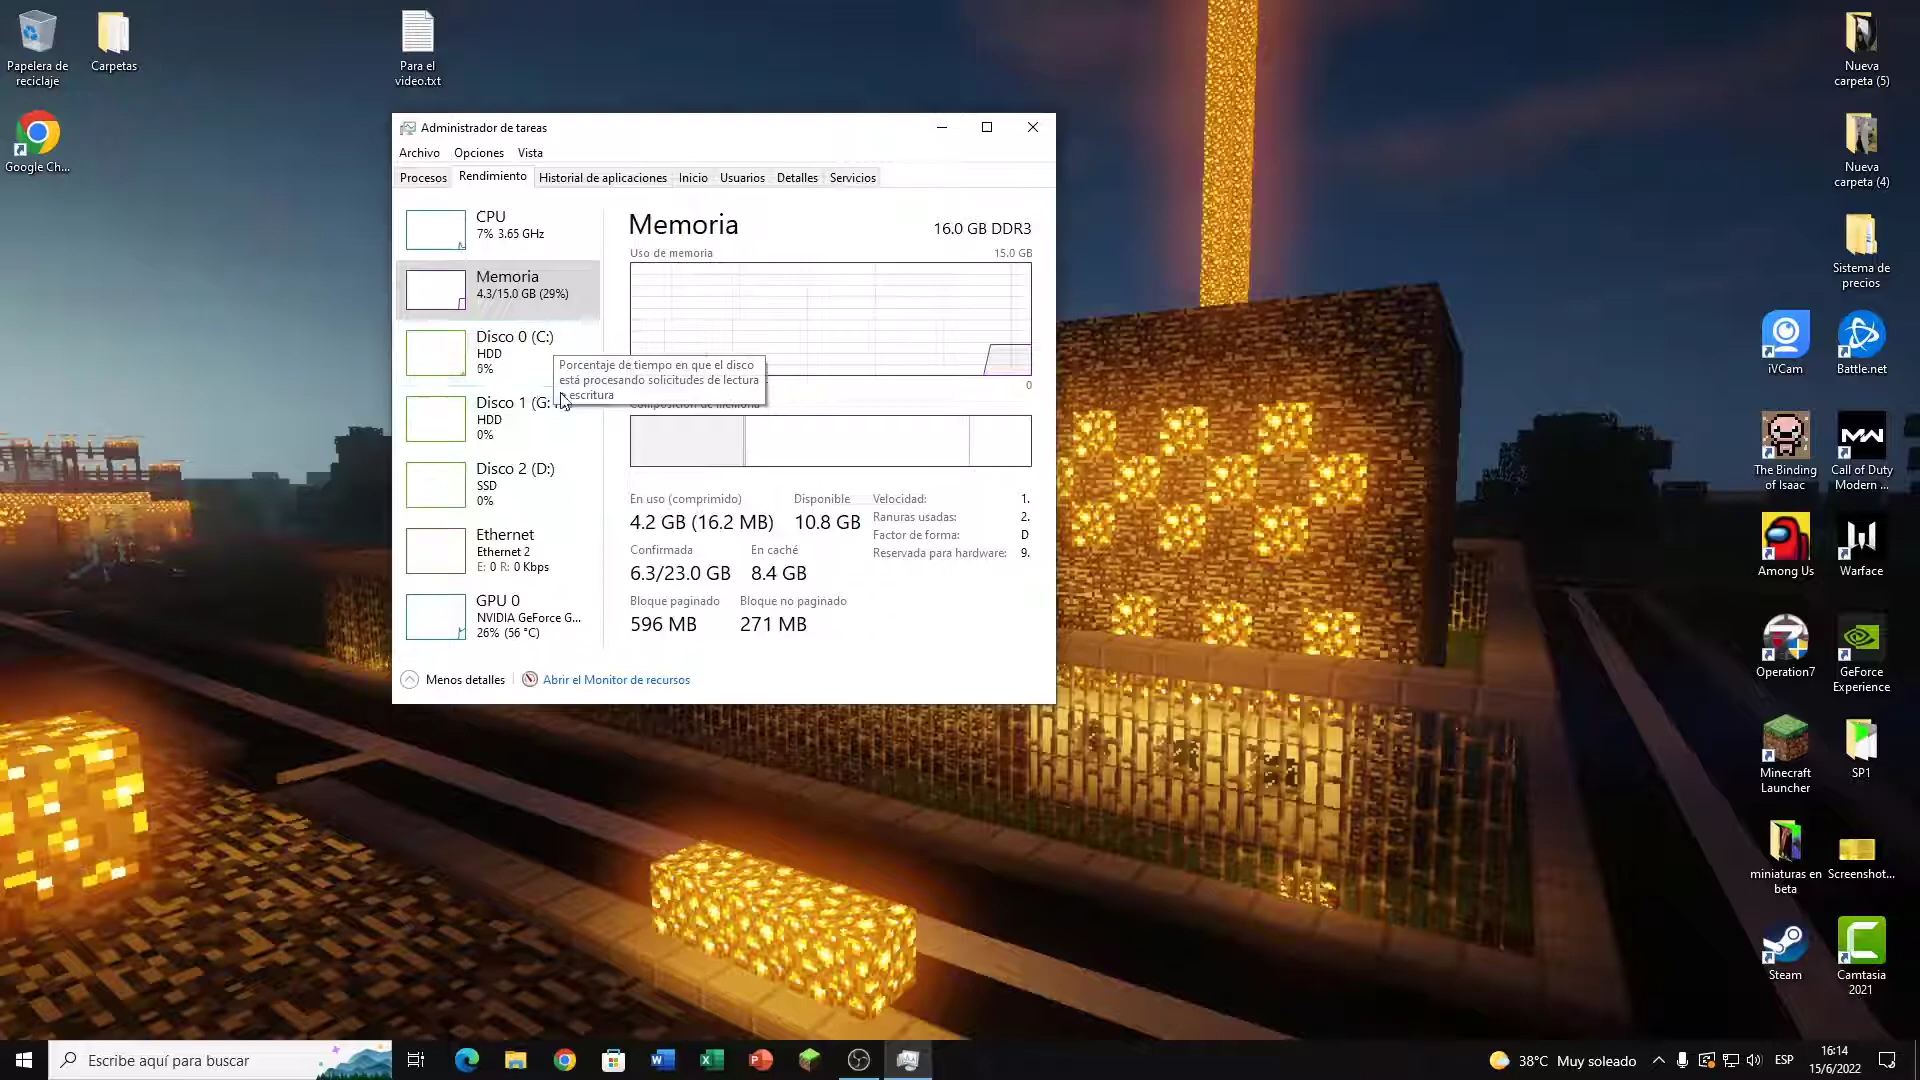 Papelera de
reciclaje
Carpetas
Para el
video.txt
Google Ch...
Administrador de tareas
Archivo
Opciones
Vista
Procesos
Rendimiento
Historial de aplicaciones
Inicio
Usuarios
Detalles
Servicios
CPU
7% 3.65 GHz
Memoria
4.3/15.0 GB (29%)
Disco 0 (C:)
HDD
6%
Disco 1 (G:
HDD
0%
Disco 2 (D:)
SSD
0%
Ethernet
Ethernet 2
E: 0 R: 0 Kbps
GPU 0
NVIDIA GeForce G...
26% (56 °C)
Memoria
16.0 GB DDR3
Uso de memoria
15.0 GB
Porcentaje de tiempo en que el disco
está procesando solicitudes de lectura
escritura
0
Composición de memoria
En uso (comprimido)
4.2 GB (16.2 MB)
Disponible
10.8 GB
Velocidad:
1.
Ranuras usadas:
2.
Factor de forma:
D
Reservada para hardware:
9.
Confirmada
6.3/23.0 GB
En caché
8.4 GB
Bloque paginado
596 MB
Bloque no paginado
271 MB
Menos detalles
Abrir el Monitor de recursos
Nueva
carpeta (5)
Nueva
carpeta (4)
Sistema de
precios
iVCam
Battle.net
The Binding
of Isaac
Call of Duty
Modern ...
Among Us
Warface
Operation7
GeForce
Experience
Minecraft
Launcher
SP1
miniaturas en
beta
Screenshot...
Steam
Camtasia
2021
Escribe aquí para buscar
38°C Muy soleado
ESP
16:14
15/6/2022